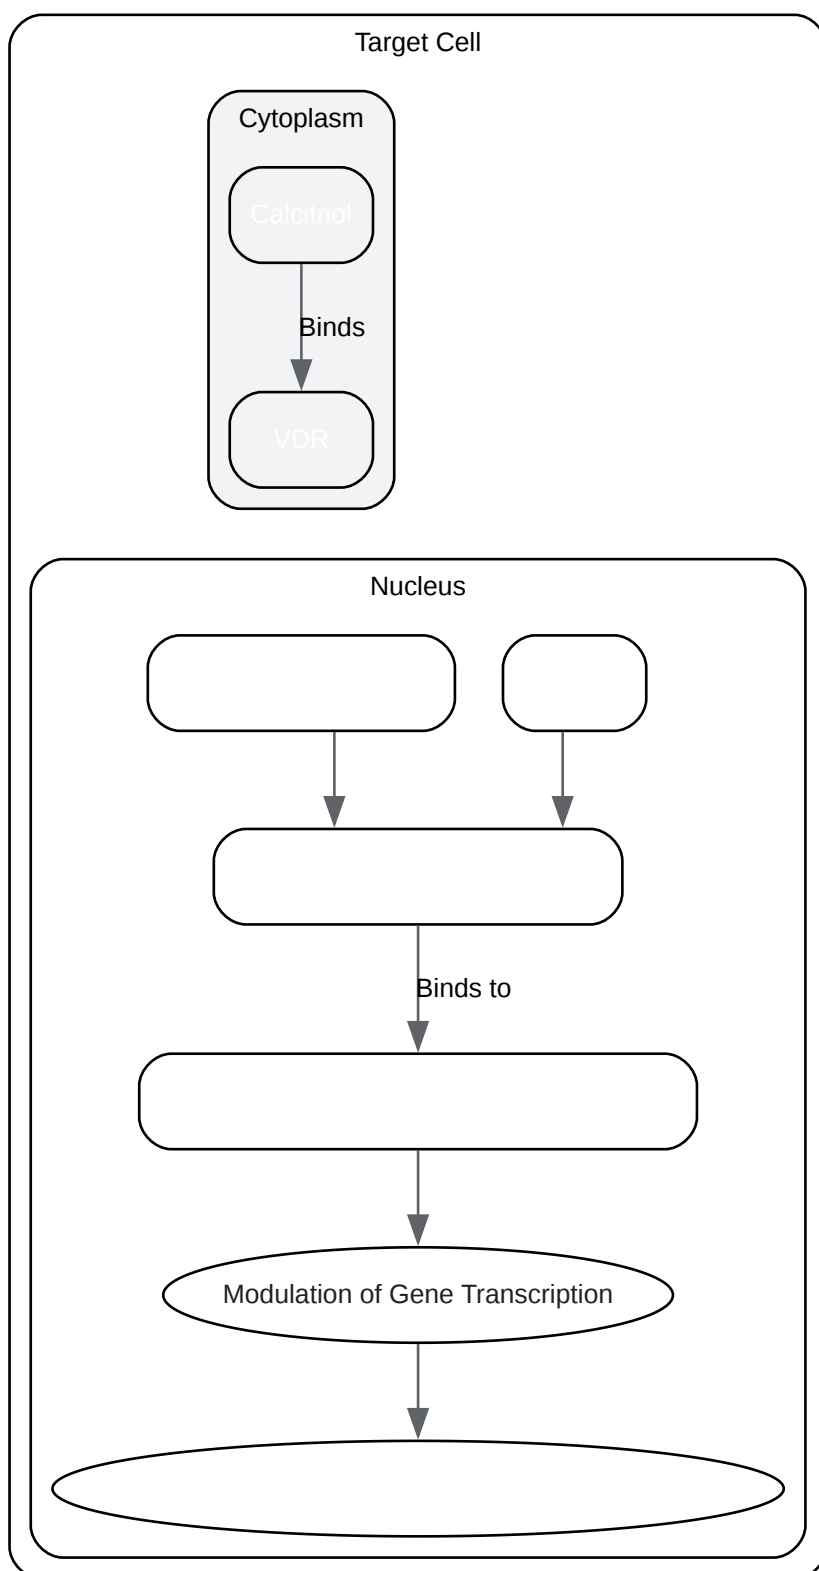 Target Cell
Cytoplasm
Calcitriol
Binds
VDR
Nucleus
Binds to
Modulation of Gene Transcription